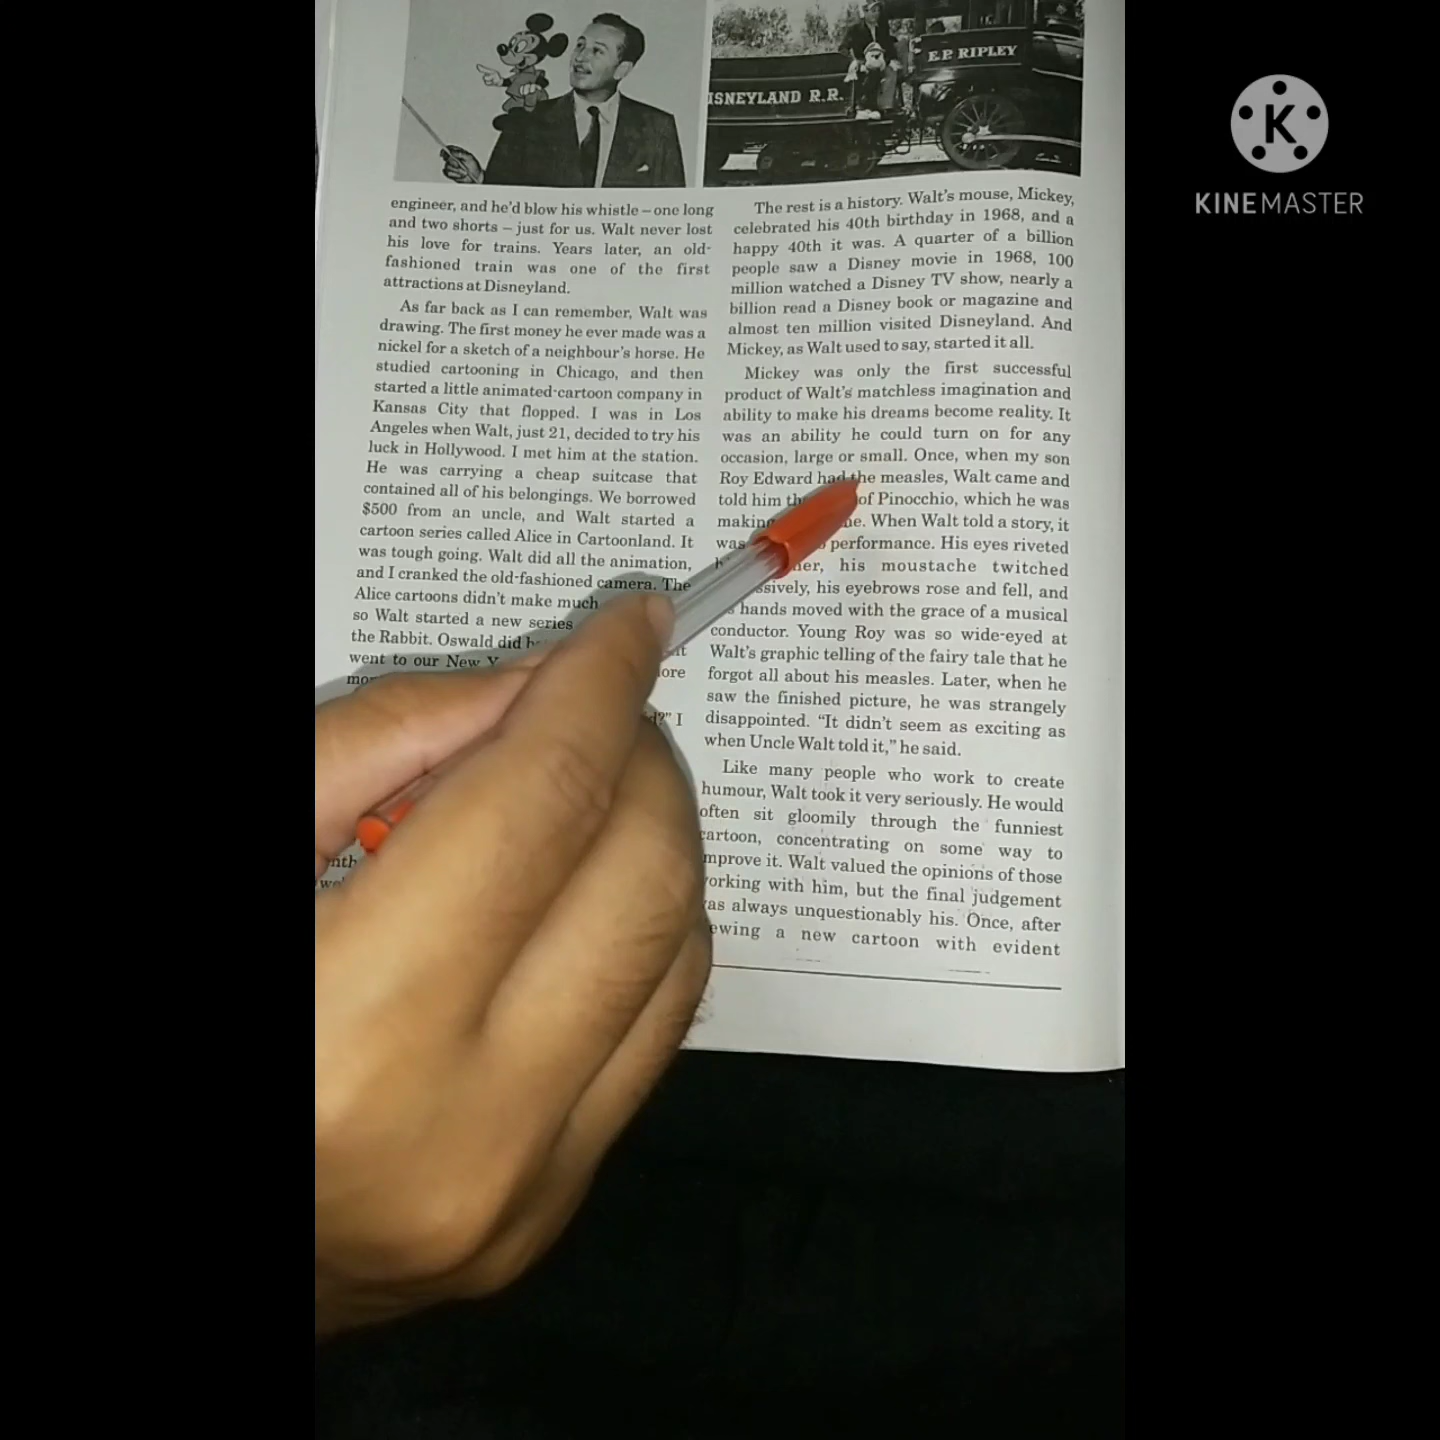 E.P. RIPLEY
ISNEYLAND R.R.
K
KINEMASTER
engineer, and he'd blow his whistle – one long
and two shorts – just for us. Walt never lost
his love for trains. Years later, an old-
fashioned train was one of the first
attractions at Disneyland.
As far back as I can remember, Walt was
drawing. The first money he ever made was a
nickel for a sketch of a neighbour's horse. He
studied cartooning in Chicago, and then
started a little animated-cartoon company in
Kansas City that flopped. I was in Los
Angeles when Walt, just 21, decided to try his
luck in Hollywood. I met him at the station.
He was carrying a cheap suitcase that
contained all of his belongings. We borrowed
$500 from an uncle, and Walt started a
cartoon series called Alice in Cartoonland. It
was tough going. Walt did all the animation,
and I cranked the old-fashioned camera. The
Alice cartoons didn't make much
so Walt started a new series
the Rabbit. Oswald did
went to our New
I
The rest is a history. Walt's mouse, Mickey,
celebrated his 40th birthday in 1968, and a
happy 40th it was. A quarter of a billion
people saw a Disney movie in 1968, 100
million watched a Disney TV show, nearly a
billion read a Disney book or magazine and
almost ten million visited Disneyland. And
Mickey, as Walt used to say, started it all.
Mickey was only the first successful
product of Walt's matchless imagination and
ability to make his dreams become reality. It
was an ability he could turn on for any
occasion, large or small. Once, when my son
Roy Edward had the measles, Walt came and
told him of Pinocchio, which he was
making When Walt told a story, it
was performance. His eyes riveted
his moustache twitched
his eyebrows rose and fell, and
hands moved with the grace of a musical
conductor. Young Roy was so wide-eyed at
Walt's graphic telling of the fairy tale that he
forgot all about his measles. Later, when he
saw the finished picture, he was strangely
disappointed. "It didn't seem as exciting as
when Uncle Walt told it," he said.
Like many people who work to create
humour, Walt took it very seriously. He would
often sit gloomily through the funniest
cartoon, concentrating on some way to
improve it. Walt valued the opinions of those
working with him, but the final judgement
was always unquestionably his. Once, after
viewing a new cartoon with evident